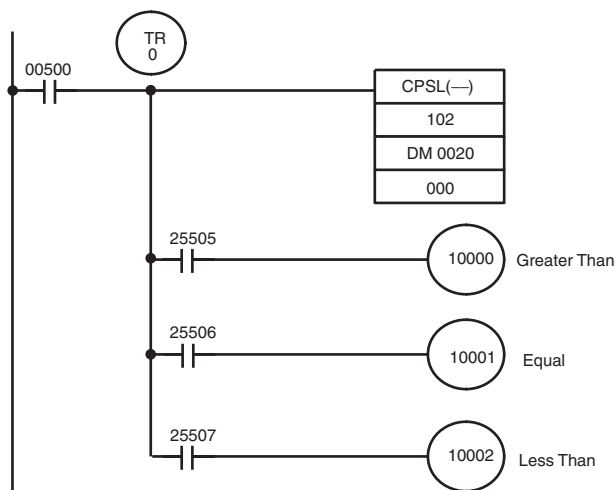 TR
0
00500
CPSL(––)
102
DM 0020
000
25505
10000
Greater Than
25506
10001
Equal
25507
10002
Less Than